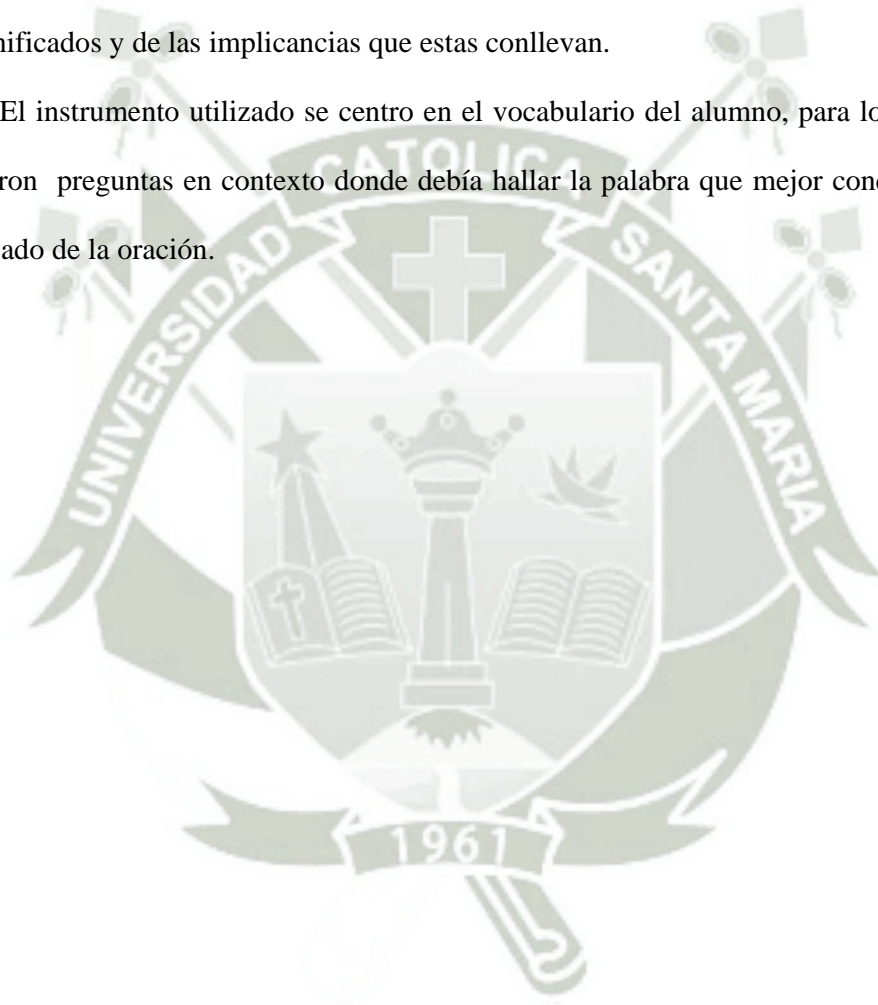 nificados y de las implicancias que estas conllevan.
El instrumento utilizado se centro en el vocabulario del alumno, para lo
ron preguntas en contexto donde debía hallar la palabra que mejor conc
ado de la oración.
CATOLICA
UNIVERSIDAD
SANTA MARIA
1961